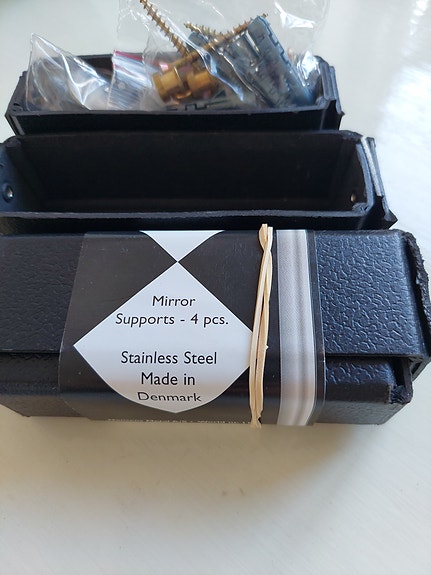 Mirror
Supports - 4 pcs.
Stainless Steel
Made in
Denmark